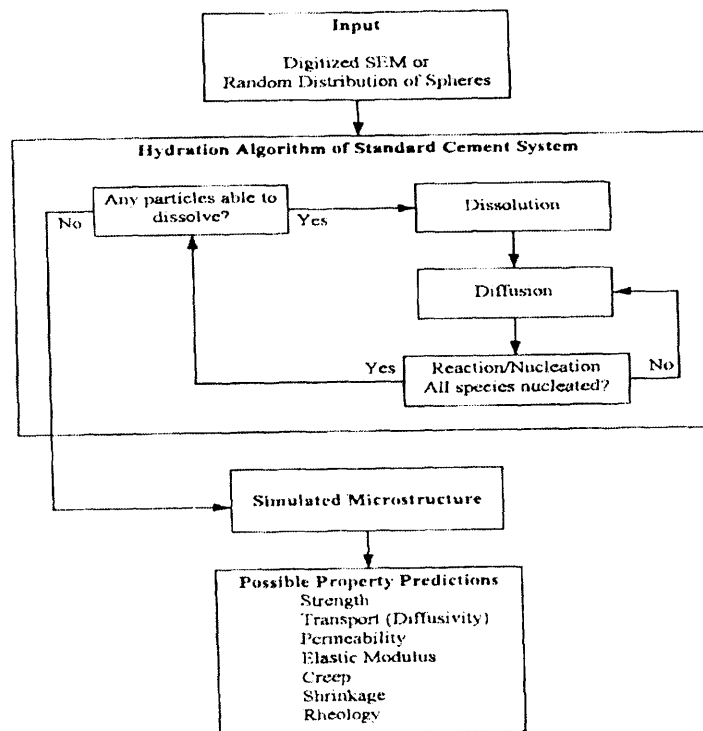 Input
Digitized SEM or
Random Distribution of Spheres
Hydration Algorithm of Standard Cement System
Any particles able to
dissolve?
No
Yes
Dissolution
Diffusion
Yes
Reaction/Nucleation
All species nucleated?
No
Simulated Microstructure
Possible Property Predictions
Strength
Transport (Diffusivity)
Permeability
Elastic Modulus
Creep
Shrinkage
Rheology